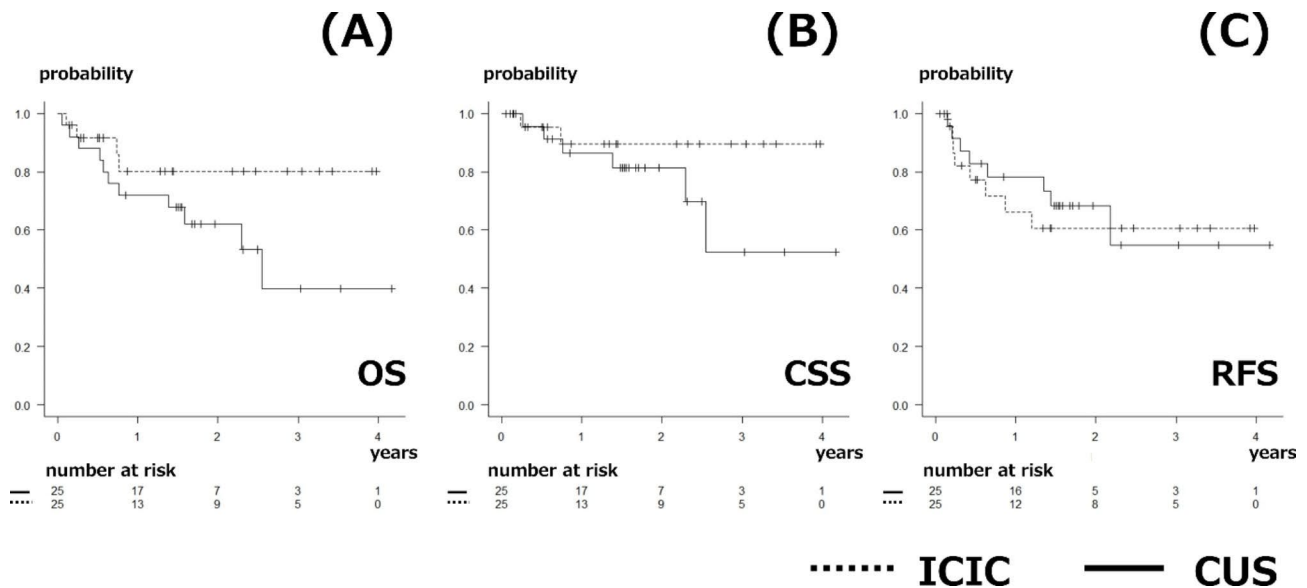 (A) (B) (C)
probability probability probability
1.0 1.0 1.0
0.8 0.8 0.8
0.6 0.6 0.6
0.4 0.4 0.4
OS CSS RFS
0.2 0.2 0.2
0.0 0.0 0.0
0 1 2 3 4 0 1 2 3 4 0 1 2 3 4
years years years
number at risk number at risk number at risk
25 17 7 3 1 25 17 7 3 1 25 16 5 3 1
25 13 9 5 0 25 13 9 5 0 25 12 8 5 0
ICIC CUS